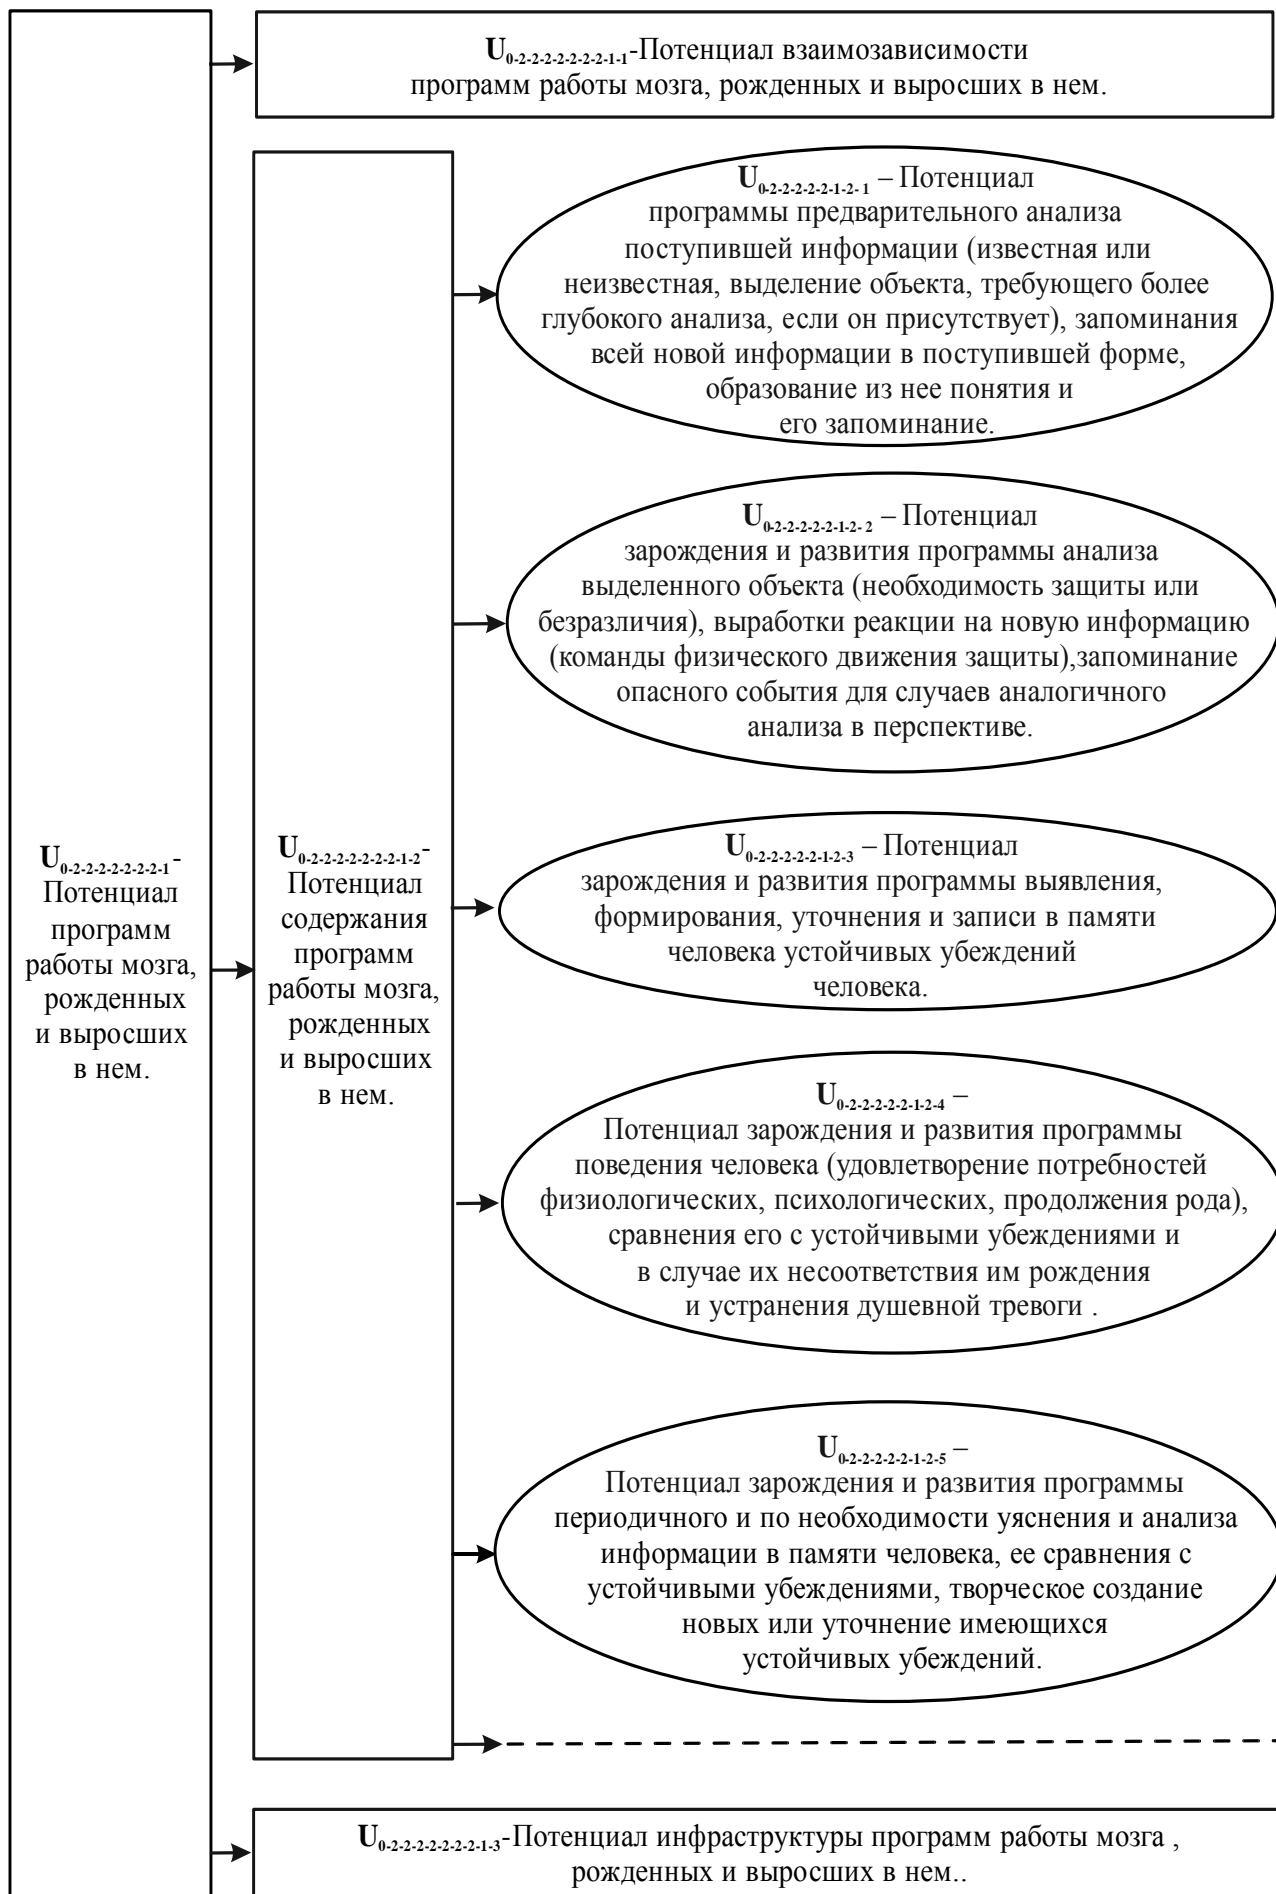 U0-2-2-2-2-2-2-2-1-1-Потенциал взаимозависимости
программ работы мозга, рожденных и выросших в нем.
U0-2-2-2-2-2-1-2- 1 – Потенциал
программы предварительного анализа
поступившей информации (известная или
неизвестная, выделение объекта, требующего более
глубокого анализа, если он присутствует), запоминания
всей новой информации в поступившей форме,
образование из нее понятия и
его запоминание.
U0-2-2-2-2-2-1-2- 2 – Потенциал
зарождения и развития программы анализа
выделенного объекта (необходимость защиты или
безразличия), выработки реакции на новую информацию
(команды физического движения защиты),запоминание
опасного события для случаев аналогичного
анализа в перспективе.
U0-2-2-2-2-2-2-2-1-
Потенциал
программ
работы мозга,
рожденных
и выросших
в нем.
U0-2-2-2-2-2-2-2-1-2-
Потенциал
содержания
программ
работы мозга,
рожденных
и выросших
в нем.
U0-2-2-2-2-2-1-2-3 – Потенциал
зарождения и развития программы выявления,
формирования, уточнения и записи в памяти
человека устойчивых убеждений
человека.
U0-2-2-2-2-2-1-2-4 –
Потенциал зарождения и развития программы
поведения человека (удовлетворение потребностей
физиологических, психологических, продолжения рода),
сравнения его с устойчивыми убеждениями и
в случае их несоответствия им рождения
и устранения душевной тревоги .
U0-2-2-2-2-2-1-2-5 –
Потенциал зарождения и развития программы
периодичного и по необходимости уяснения и анализа
информации в памяти человека, ее сравнения с
устойчивыми убеждениями, творческое создание
новых или уточнение имеющихся
устойчивых убеждений.
U0-2-2-2-2-2-2-2-1-3-Потенциал инфраструктуры программ работы мозга ,
рожденных и выросших в нем..